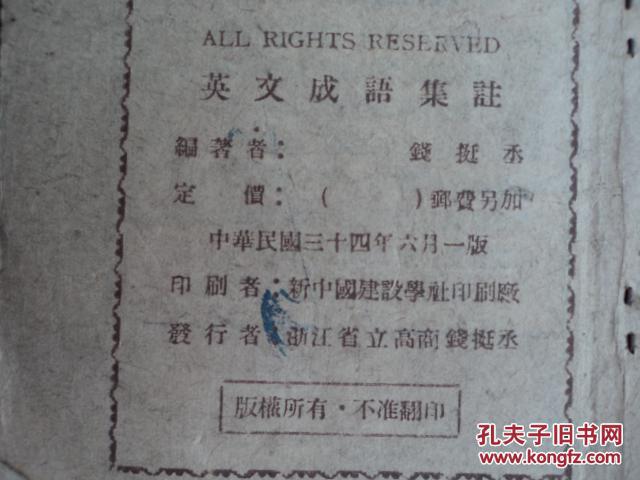 ALL RIGHTS RESERVED
英文成語集註
編著者：錢挺丞
定價：（ ）郵費另加
中華民國三十四年六月一版
印刷者：新中國建設學社印刷廠
發行者：浙江省立高商錢挺丞
版權所有·不准翻印
孔夫子旧书网
www.kongfz.com